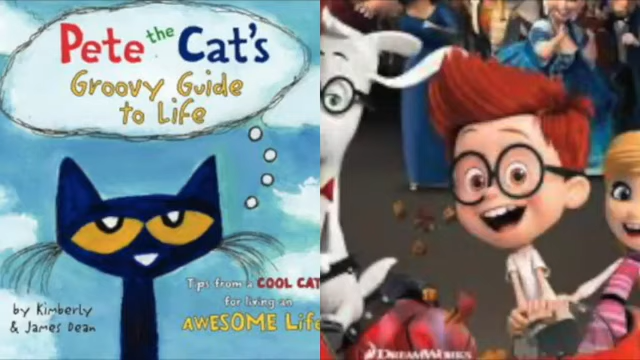 Pete the Cat's
Groovy Guide
to Life
Tips from a COOL CAT
for living an
AWESOME Life
by Kimberly
& James Dean
DREAMWORKS